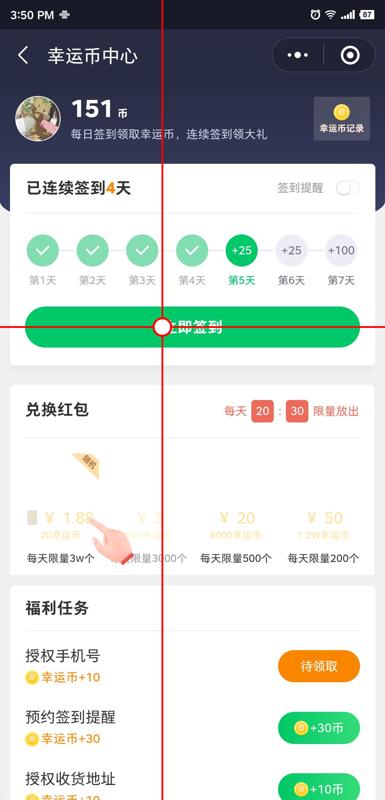 3:50 PM
87
幸运币中心
151币
每日签到领取幸运币，连续签到领大礼
幸运币记录
已连续签到4天
签到提醒
+25 +25 +100
第1天 第2天 第3天 第4天 第5天 第6天 第7天
立即签到
兑换红包
每天 20 : 30 限量放出
随机
¥ 1.88 ¥ 3 ¥ 20 ¥ 50
20幸运币 500幸运币 8000幸运币 1.2W幸运币
每天限量3w个 每天限量3000个 每天限量500个 每天限量200个
福利任务
授权手机号
幸运币+10
待领取
预约签到提醒
幸运币+30
+30币
授权收货地址
幸运币+10
+10币